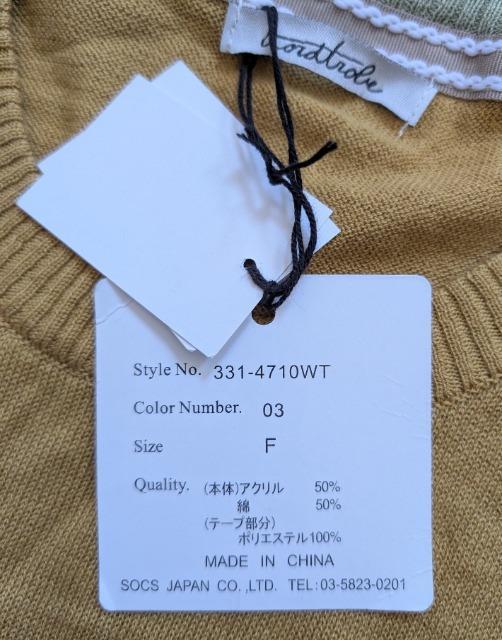 Wordtrobe
Style No. 331-4710WT
Color Number. 03
Size F
Quality. (本体)アクリル 50%
綿 50%
(テープ部分)
ポリエステル100%
MADE IN CHINA
SOCS JAPAN CO.,LTD. TEL:03-5823-0201